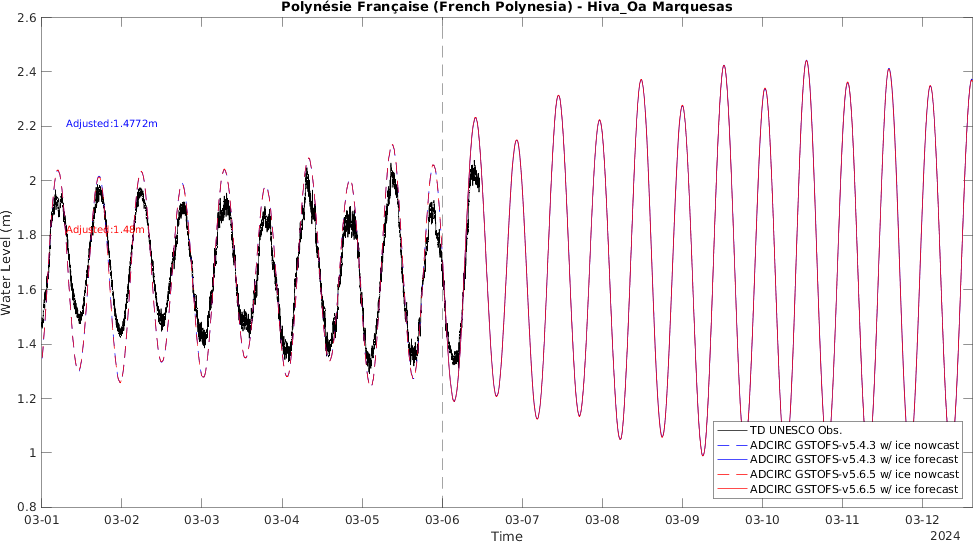 Polynésie Française (French Polynesia) - Hiva_Oa Marquesas
2.6
2.4
2.2
2
1.8
1.6
1.4
1.2
1
0.8
Water Level (m)
Adjusted:1.4772m
Adjusted:1.48m
TD UNESCO Obs.
ADCIRC GSTOFS-v5.4.3 w/ ice nowcast
ADCIRC GSTOFS-v5.4.3 w/ ice forecast
ADCIRC GSTOFS-v5.6.5 w/ ice nowcast
ADCIRC GSTOFS-v5.6.5 w/ ice forecast
03-01 03-02 03-03 03-04 03-05 03-06 03-07 03-08 03-09 03-10 03-11 03-12
Time
2024